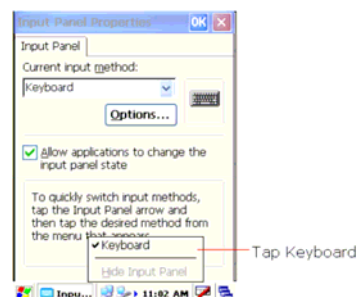 Input Panel Properties OK
Input Panel
Current input method:
Keyboard
Options...
Allow applications to change the
input panel state
To quickly switch input methods,
tap the Input Panel arrow and
then tap the desired method from
the menu that appears.
Keyboard
Tap Keyboard
Hide Input Panel
Inpu... 11:02 AM